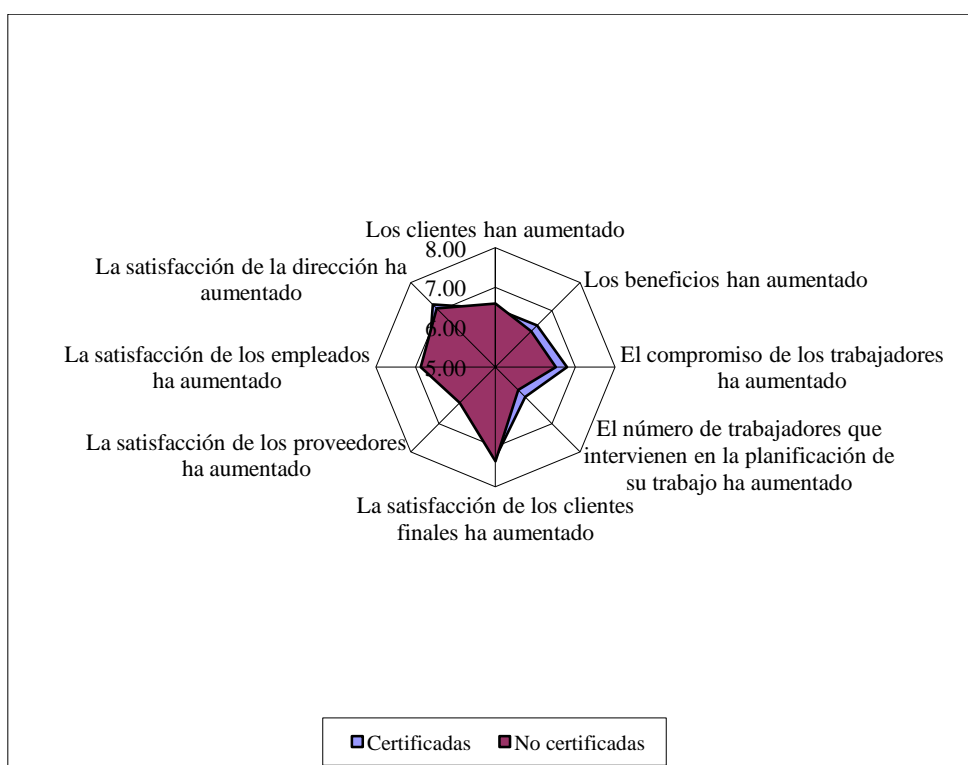 Los clientes han aumentado
8.00
La satisfacción de la dirección ha
aumentado
Los beneficios han aumentado
7.00
6.00
La satisfacción de los empleados
ha aumentado
5.00
El compromiso de los trabajadores
ha aumentado
La satisfacción de los proveedores
ha aumentado
El número de trabajadores que
intervienen en la planificación de
su trabajo ha aumentado
La satisfacción de los clientes
finales ha aumentado
Certificadas
No certificadas